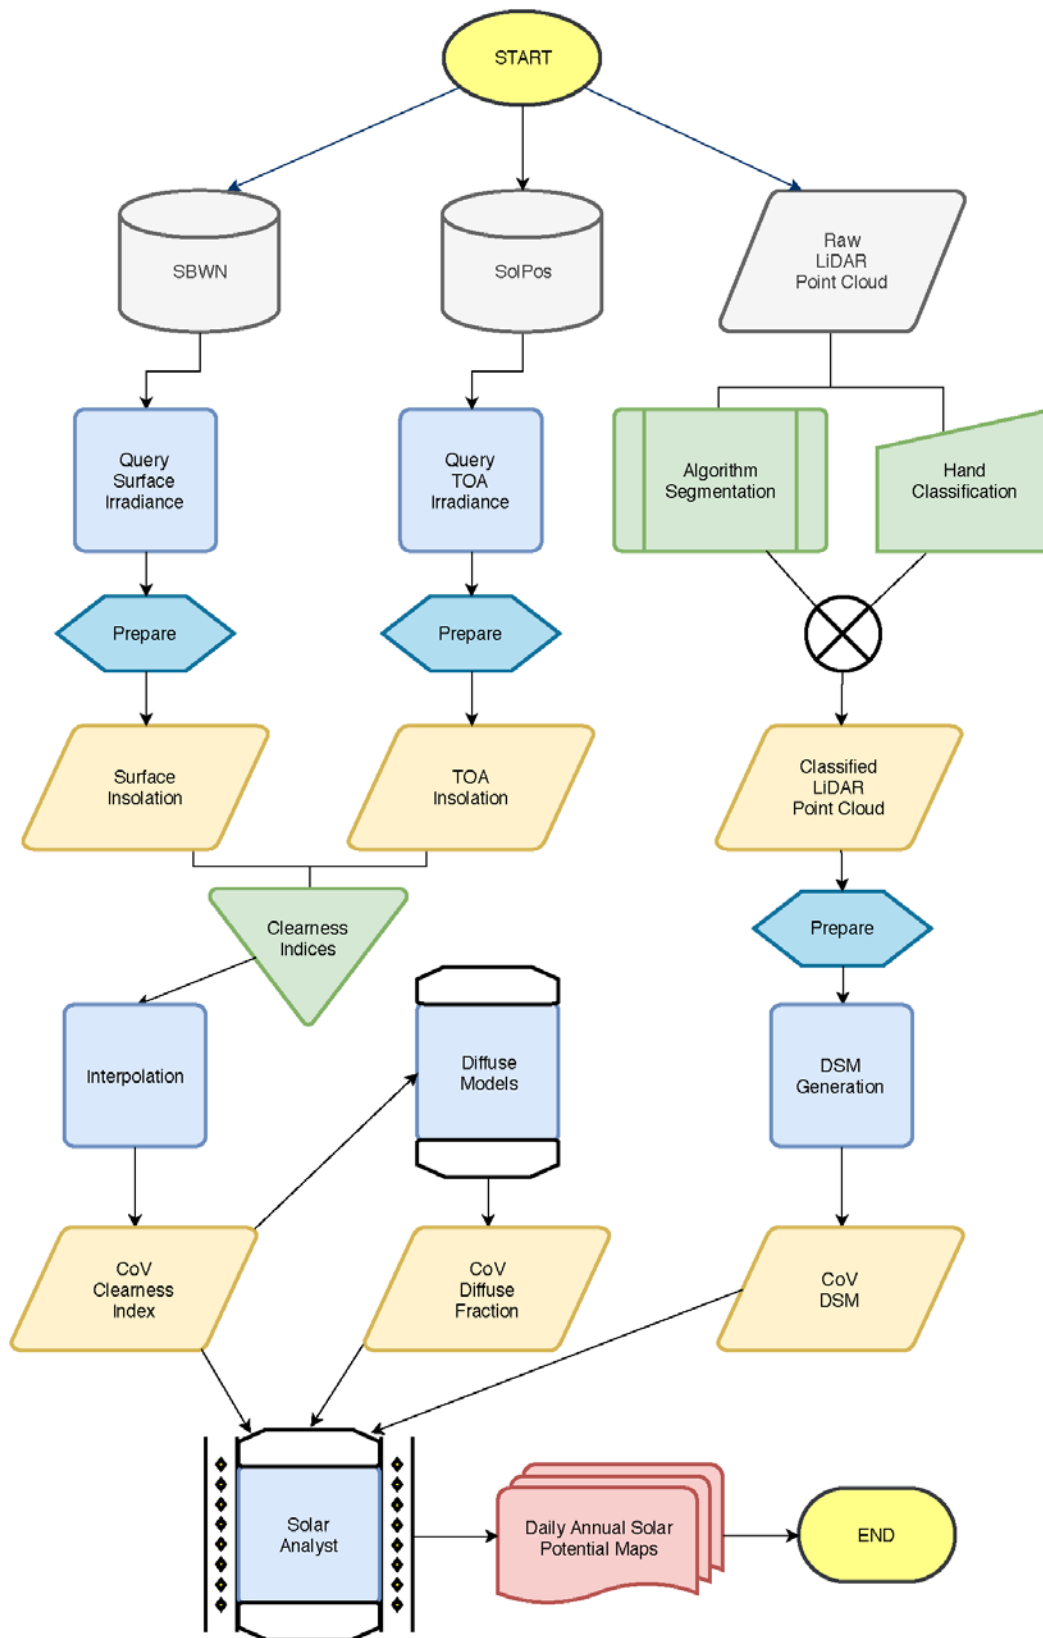 START
SBWN
SolPos
Raw
LiDAR
Point Cloud
Query
Surface
Irradiance
Query
TOA
Irradiance
Algorithm
Segmentation
Hand
Classification
Prepare
Prepare
Surface
Insolation
TOA
Insolation
Classified
LiDAR
Point Cloud
Clearness
Indices
Prepare
Interpolation
Diffuse
Models
DSM
Generation
CoV
Clearness
Index
CoV
Diffuse
Fraction
CoV
DSM
Solar
Analyst
Daily Annual Solar
Potential Maps
END